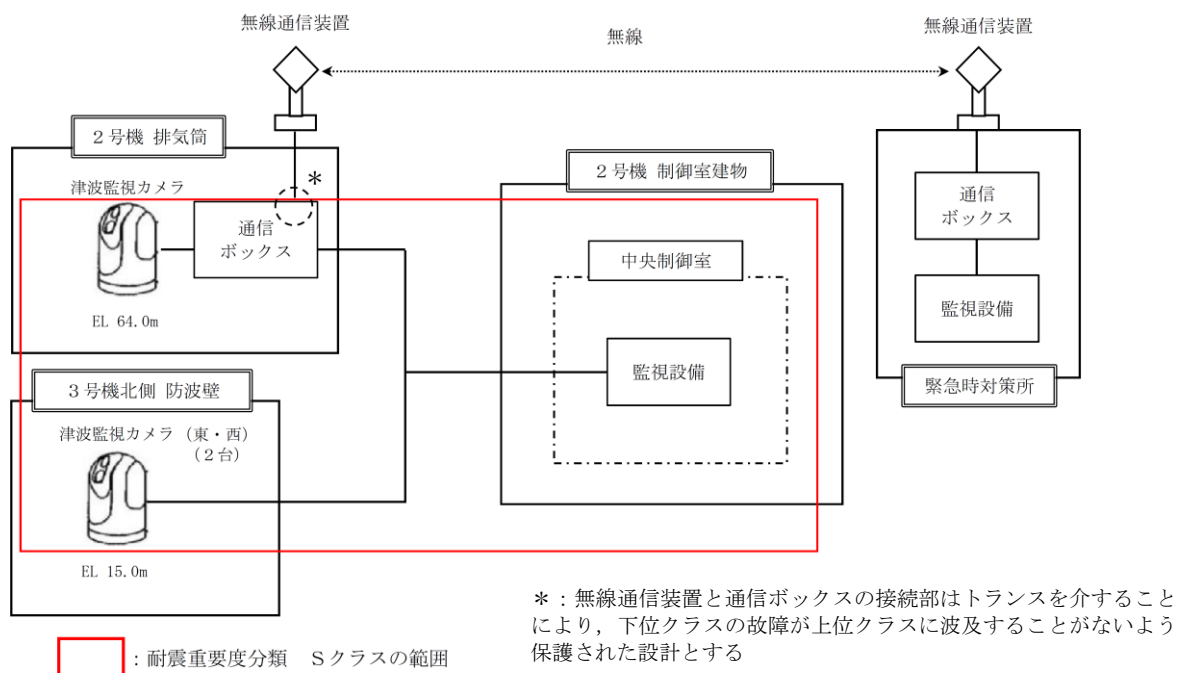 無線通信装置
無線
無線通信装置
２号機 排気筒
津波監視カメラ
＊
通信
ボックス
EL 64.0m
２号機 制御室建物
中央制御室
監視設備
通信
ボックス
監視設備
緊急時対策所
３号機北側 防波壁
津波監視カメラ（東・西）
（２台）
EL 15.0m
＊：無線通信装置と通信ボックスの接続部はトランスを介すること
により，下位クラスの故障が上位クラスに波及することがないよう
保護された設計とする
：耐震重要度分類　Ｓクラスの範囲